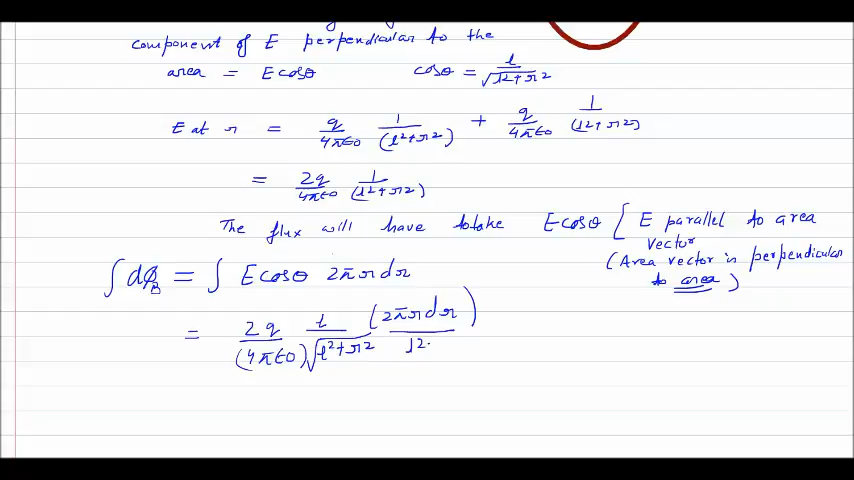 component of E perpendicular to the
area = E cosθ cosθ = l/√(l2+r2)
E at r = q/4πε0 1/(l2+r2) + q/4πε0 1/(l2+r2)
= 2q/4πε0 1/(l2+r2)
The flux will have to take E cosθ [ E parallel to area
vector
(Area vector is perpendicular
to area)
∫dφB = ∫ E cosθ 2πr dr
= 2q/(4πε0) l/√(l2+r2) (2πr dr)/l2